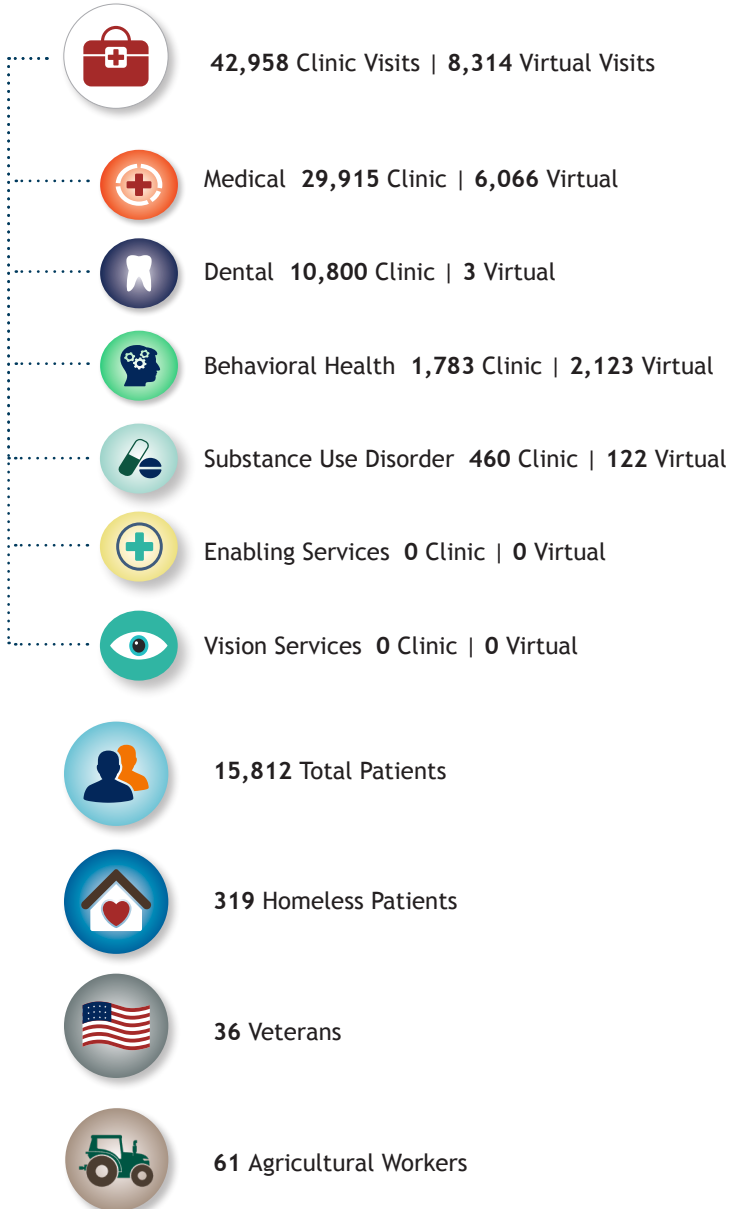 42,958 Clinic Visits | 8,314 Virtual Visits
Medical 29,915 Clinic | 6,066 Virtual
Dental 10,800 Clinic | 3 Virtual
Behavioral Health 1,783 Clinic | 2,123 Virtual
Substance Use Disorder 460 Clinic | 122 Virtual
Enabling Services 0 Clinic | 0 Virtual
Vision Services 0 Clinic | 0 Virtual
15,812 Total Patients
319 Homeless Patients
36 Veterans
61 Agricultural Workers